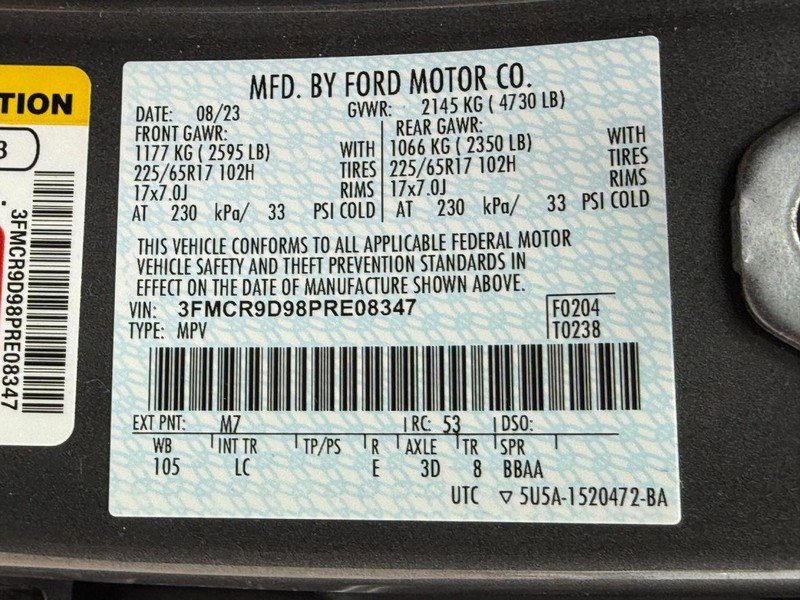 TION
3
3FMCR9D98PRE08347
MFD. BY FORD MOTOR CO.
DATE: 08/23 GVWR: 2145 KG ( 4730 LB)
FRONT GAWR: REAR GAWR:
1177 KG ( 2595 LB) WITH 1066 KG ( 2350 LB) WITH
225/65R17 102H TIRES 225/65R17 102H TIRES
17x7.0J RIMS 17x7.0J RIMS
AT 230 kPa/ 33 PSI COLD AT 230 kPa/ 33 PSI COLD
THIS VEHICLE CONFORMS TO ALL APPLICABLE FEDERAL MOTOR
VEHICLE SAFETY AND THEFT PREVENTION STANDARDS IN
EFFECT ON THE DATE OF MANUFACTURE SHOWN ABOVE.
VIN: 3FMCR9D98PRE08347 F0204
TYPE: MPV T0238
EXT PNT: M7 RC: 53 DSO:
WB INT TR TP/PS R AXLE TR SPR
105 LC E 3D 8 BBAA
UTC ▽ 5U5A-1520472-BA